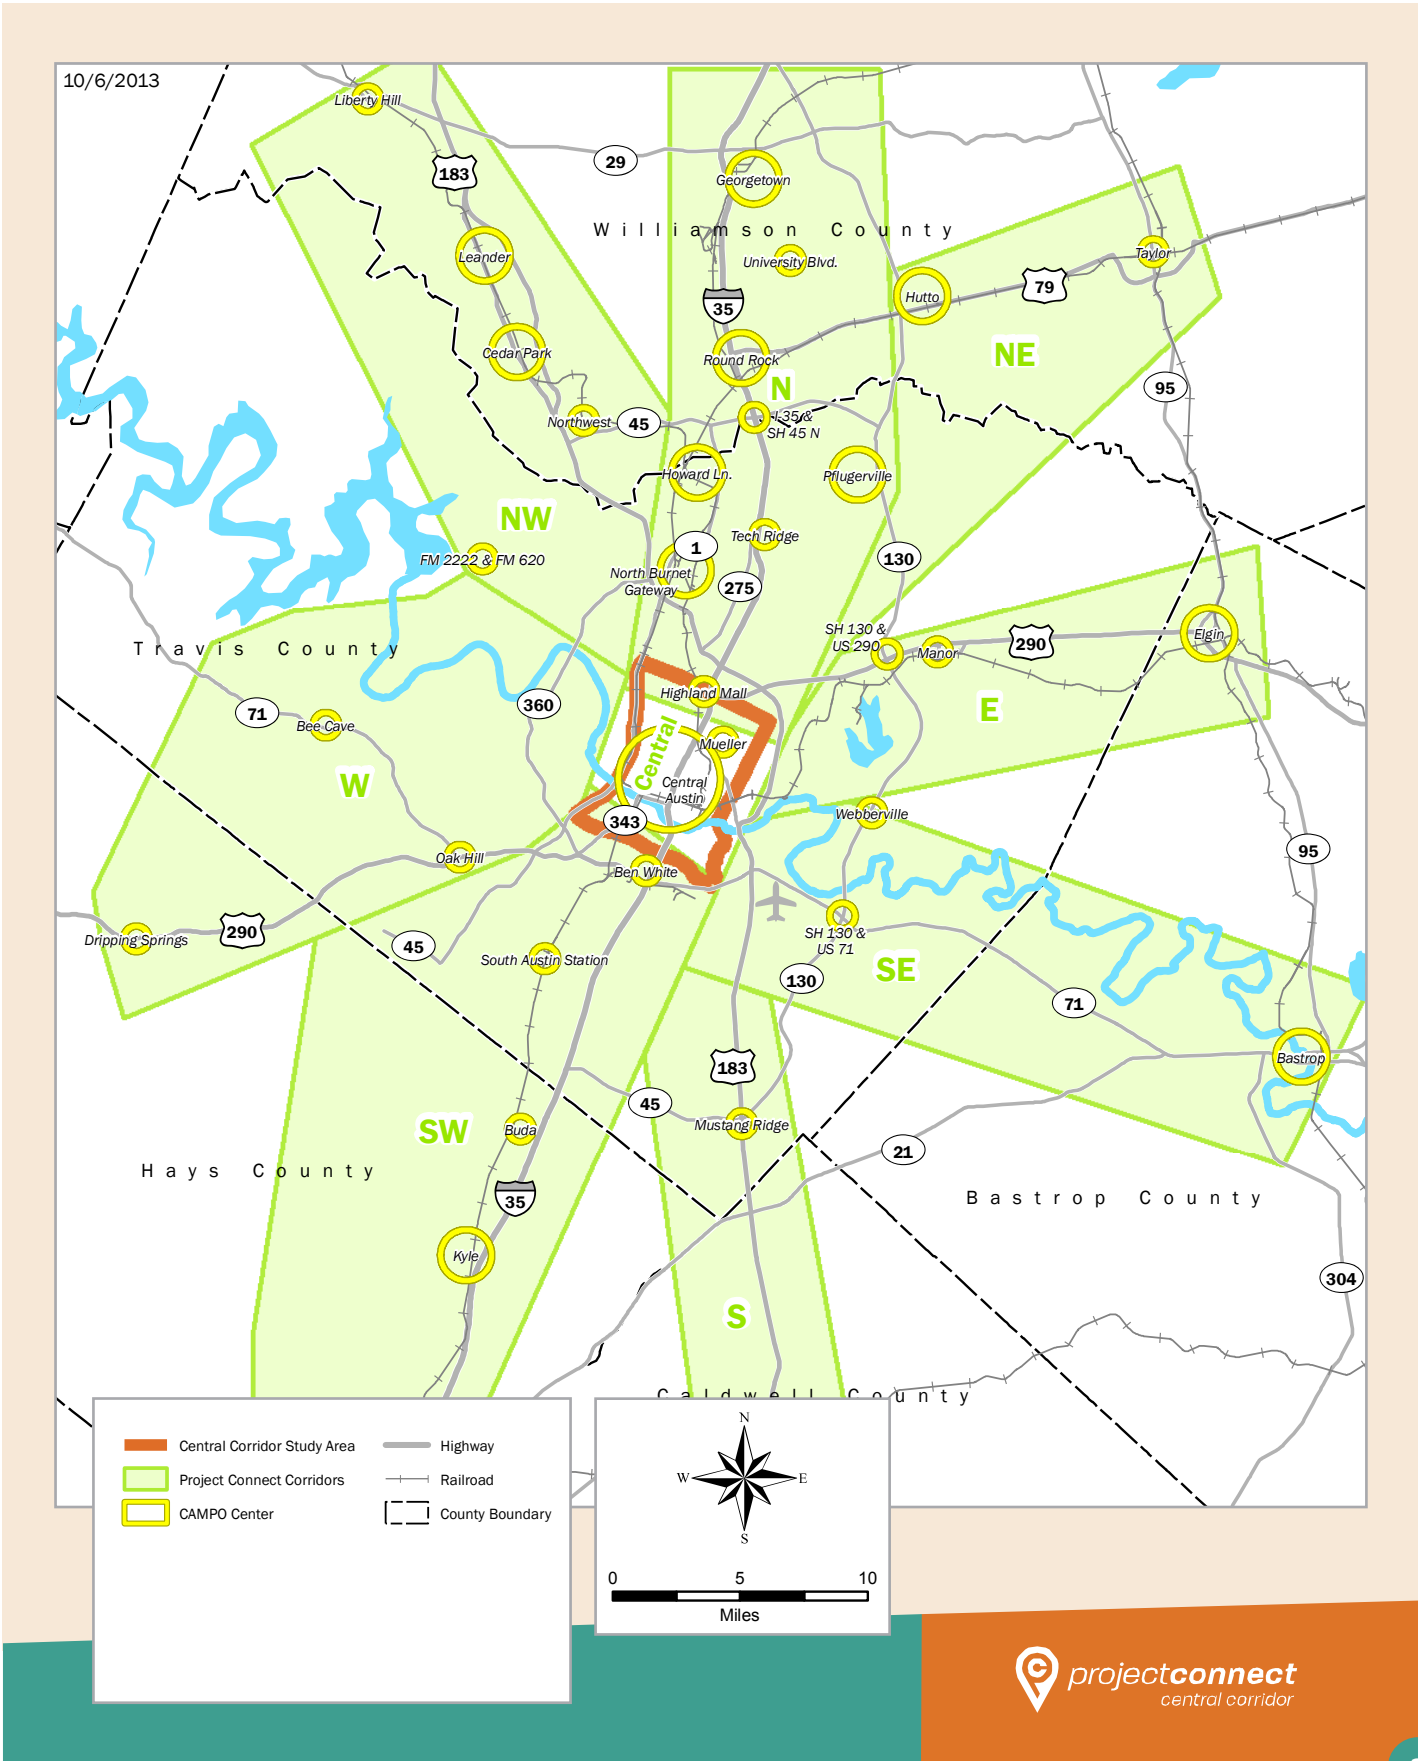 10/6/2013
Liberty Hill
183
29
Georgetown
Williamson County
University Blvd.
Taylor
Leander
Hutto
79
35
Cedar Park
Round Rock
NE
N
95
Northwest
45
I-35 &
SH 45 N
Howard Ln.
Pflugerville
NW
Tech Ridge
1
FM 2222 & FM 620
130
North Burnet
Gateway
275
SH 130 &
US 290
Manor
290
Elgin
Travis County
Highland Mall
360
71
Bee Cave
E
Central
Mueller
W
Central
Austin
Webberville
343
95
Oak Hill
Ben White
290
Dripping Springs
45
SH 130 &
US 71
South Austin Station
SE
130
71
Bastrop
183
45
Mustang Ridge
SW
Buda
21
Hays County
35
Bastrop County
Kyle
304
S
Caldwell County
Central Corridor Study Area
Highway
Project Connect Corridors
Railroad
CAMPO Center
County Boundary
N
W
E
S
0 5 10
Miles
projectconnect
central corridor